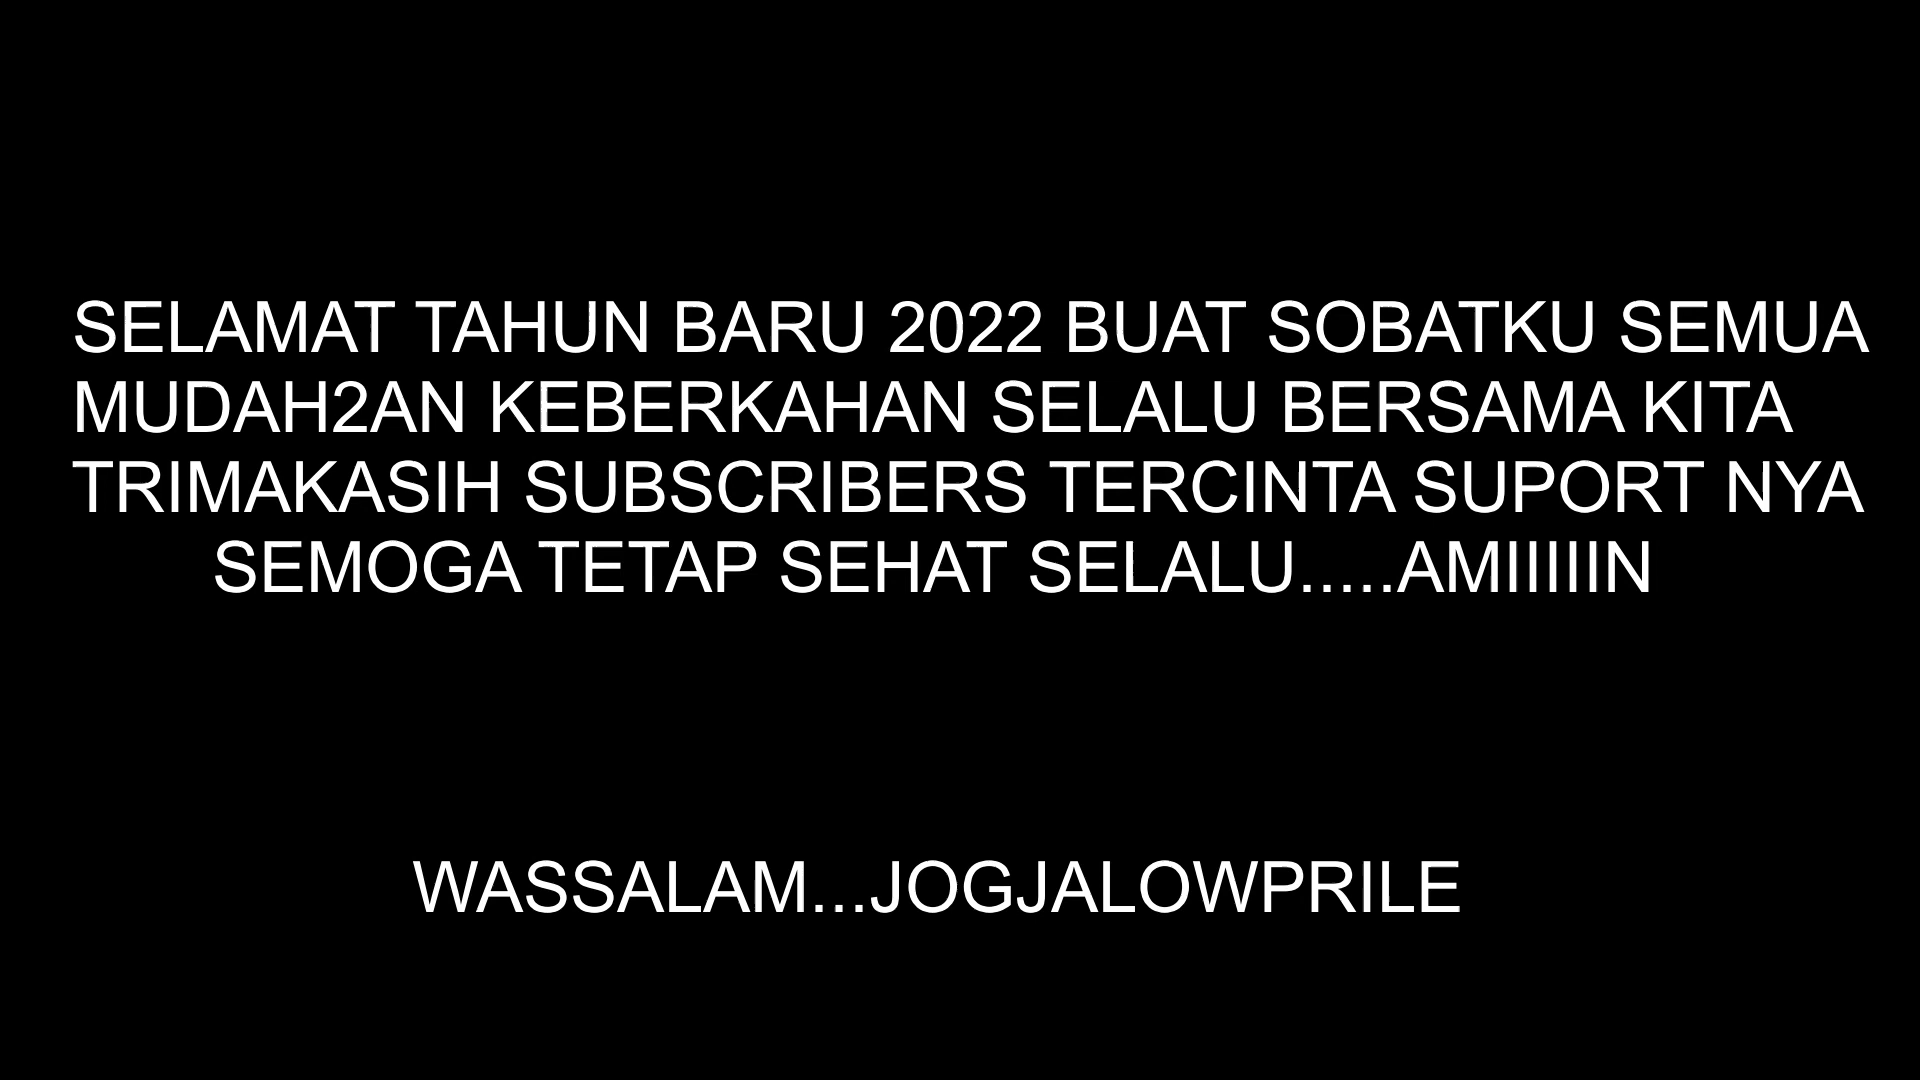 SELAMAT TAHUN BARU 2022 BUAT SOBATKU SEMUA
MUDAH2AN KEBERKAHAN SELALU BERSAMA KITA
TRIMAKASIH SUBSCRIBERS TERCINTA SUPORT NYA
SEMOGA TETAP SEHAT SELALU.....AMIIIIIN
WASSALAM...JOGJALOWPRILE